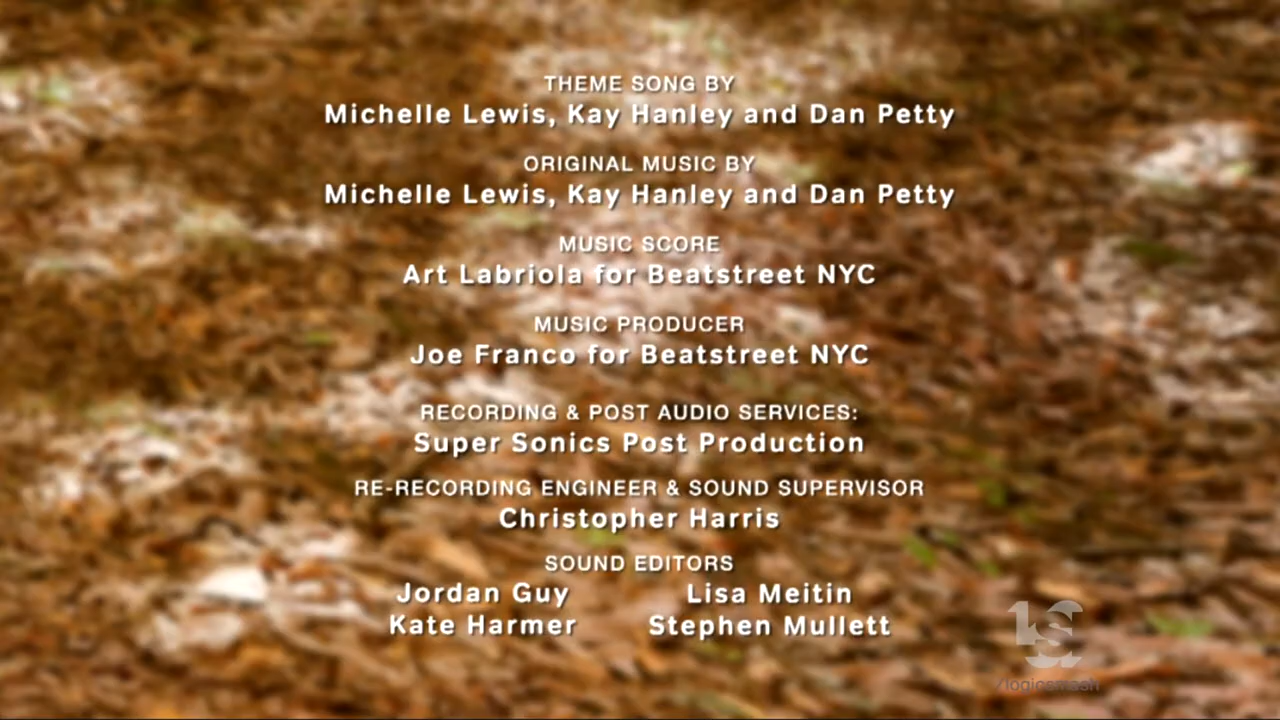 THEME SONG BY
Michelle Lewis, Kay Hanley and Dan Petty
ORIGINAL MUSIC BY
Michelle Lewis, Kay Hanley and Dan Petty
MUSIC SCORE
Art Labriola for Beatstreet NYC
MUSIC PRODUCER
Joe Franco for Beatstreet NYC
RECORDING & POST AUDIO SERVICES:
Super Sonics Post Production
RE-RECORDING ENGINEER & SOUND SUPERVISOR
Christopher Harris
SOUND EDITORS
Jordan Guy Lisa Meitin
Kate Harmer Stephen Mullett
LS
/logicsmash